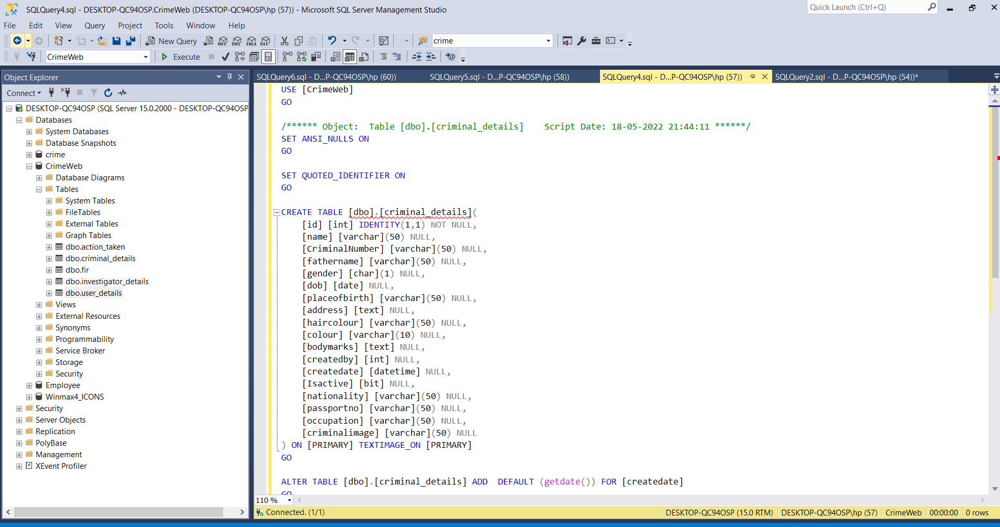 SQLQuery4.sql - DESKTOP-QC94OSP.CrimeWeb (DESKTOP-QC94OSP\hp (57)) - Microsoft SQL Server Management Studio
Quick Launch (Ctrl+Q)
File Edit View Query Project Tools Window Help
New Query
MDX DMX XMLA DAX
crime
CrimeWeb
Execute
Object Explorer
Connect
DESKTOP-QC94OSP (SQL Server 15.0.2000 - DESKTOP-QC94OSP
Databases
System Databases
Database Snapshots
crime
CrimeWeb
Database Diagrams
Tables
System Tables
FileTables
External Tables
Graph Tables
dbo.action_taken
dbo.criminal_details
dbo.fir
dbo.investigator_details
dbo.user_details
Views
External Resources
Synonyms
Programmability
Service Broker
Storage
Security
Employee
Winmax4_ICONS
Security
Server Objects
Replication
PolyBase
Management
XEvent Profiler
SQLQuery6.sql - D...P-QC94OSP\hp (60))
SQLQuery5.sql - D...P-QC94OSP\hp (58))
SQLQuery4.sql - D...P-QC94OSP\hp (57))
SQLQuery2.sql - D...P-QC94OSP\hp (54))*
USE [CrimeWeb]
GO
/****** Object:  Table [dbo].[criminal_details]    Script Date: 18-05-2022 21:44:11 ******/
SET ANSI_NULLS ON
GO
SET QUOTED_IDENTIFIER ON
GO
CREATE TABLE [dbo].[criminal_details](
[id] [int] IDENTITY(1,1) NOT NULL,
[name] [varchar](50) NULL,
[CriminalNumber] [varchar](50) NULL,
[fathername] [varchar](50) NULL,
[gender] [char](1) NULL,
[dob] [date] NULL,
[placeofbirth] [varchar](50) NULL,
[address] [text] NULL,
[haircolour] [varchar](50) NULL,
[colour] [varchar](10) NULL,
[bodymarks] [text] NULL,
[createdby] [int] NULL,
[createdate] [datetime] NULL,
[Isactive] [bit] NULL,
[nationality] [varchar](50) NULL,
[passportno] [varchar](50) NULL,
[occupation] [varchar](50) NULL,
[criminalimage] [varchar](50) NULL
) ON [PRIMARY] TEXTIMAGE_ON [PRIMARY]
GO
ALTER TABLE [dbo].[criminal_details] ADD  DEFAULT (getdate()) FOR [createdate]
GO
110 %
Connected. (1/1)
DESKTOP-QC94OSP (15.0 RTM)
DESKTOP-QC94OSP\hp (57)
CrimeWeb
00:00:00
0 rows